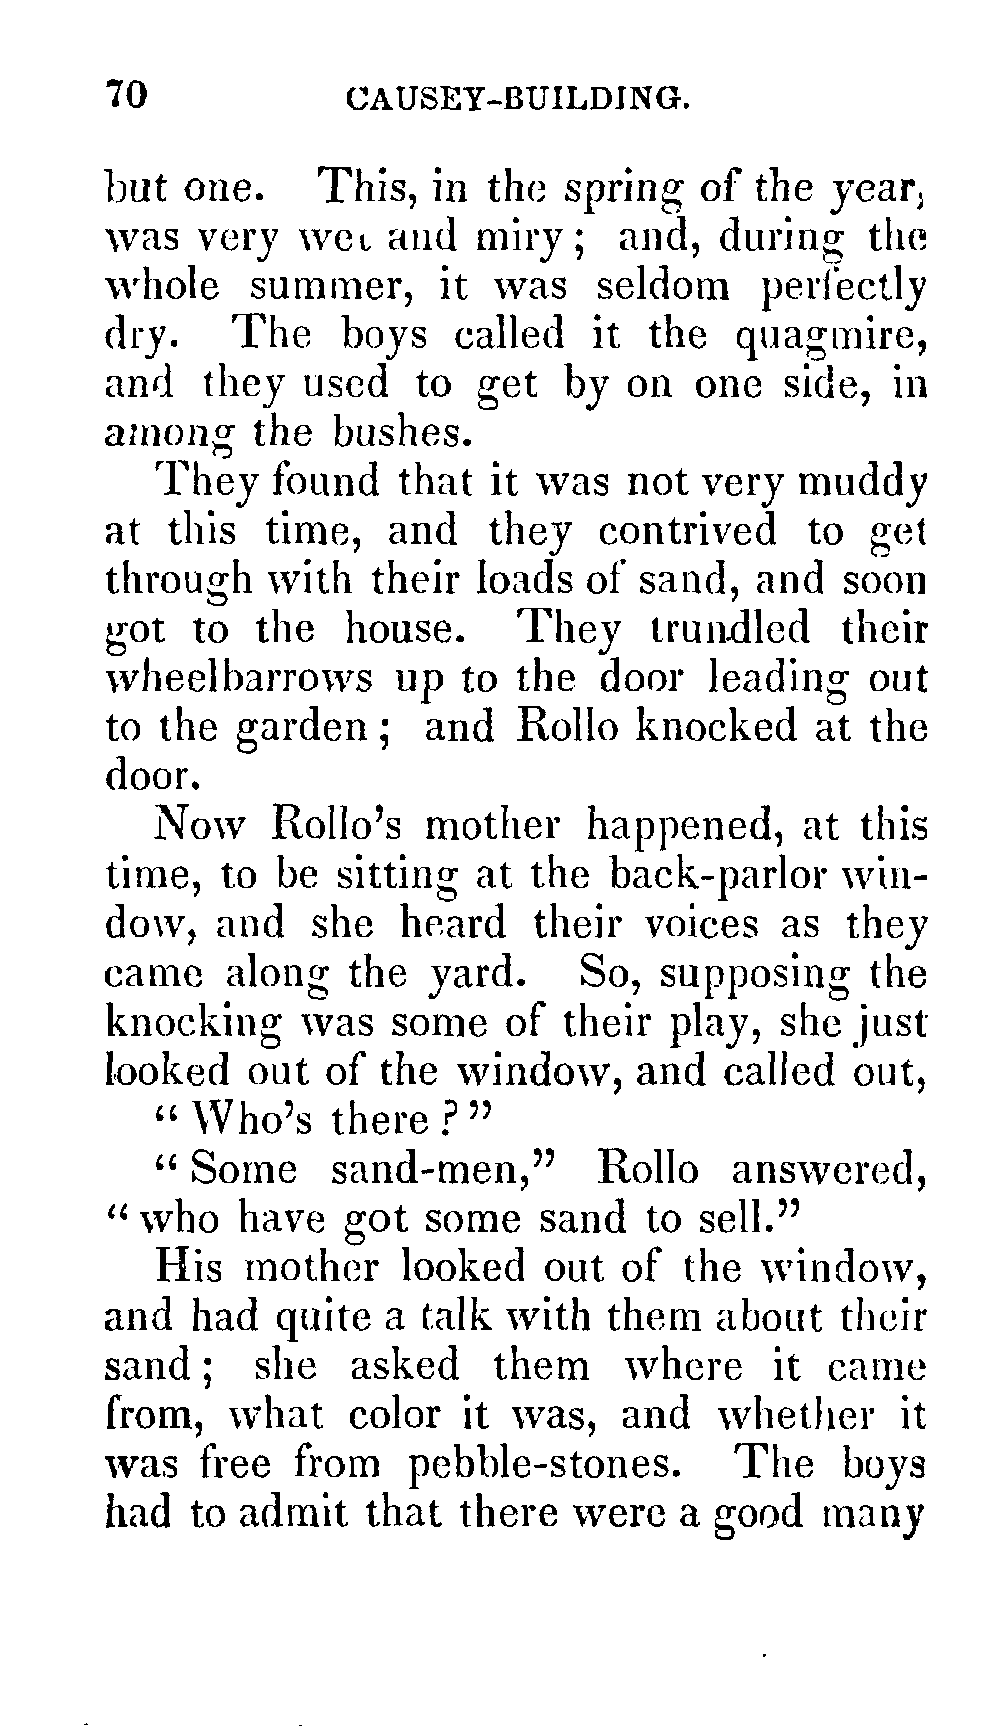 70 CAUSEY-BUILDING.
but one. This, in the spring of the year,
was very wet and miry; and, during the
whole summer, it was seldom perfectly
dry. The boys called it the quagmire,
and they used to get by on one side, in
among the bushes.
They found that it was not very muddy
at this time, and they contrived to get
through with their loads of sand, and soon
got to the house. They trundled their
wheelbarrows up to the door leading out
to the garden; and Rollo knocked at the
door.
Now Rollo's mother happened, at this
time, to be sitting at the back-parlor win-
dow, and she heard their voices as they
came along the yard. So, supposing the
knocking was some of their play, she just
looked out of the window, and called out,
"Who's there?"
"Some sand-men," Rollo answered,
"who have got some sand to sell."
His mother looked out of the window,
and had quite a talk with them about their
sand; she asked them where it came
from, what color it was, and whether it
was free from pebble-stones. The boys
had to admit that there were a good many